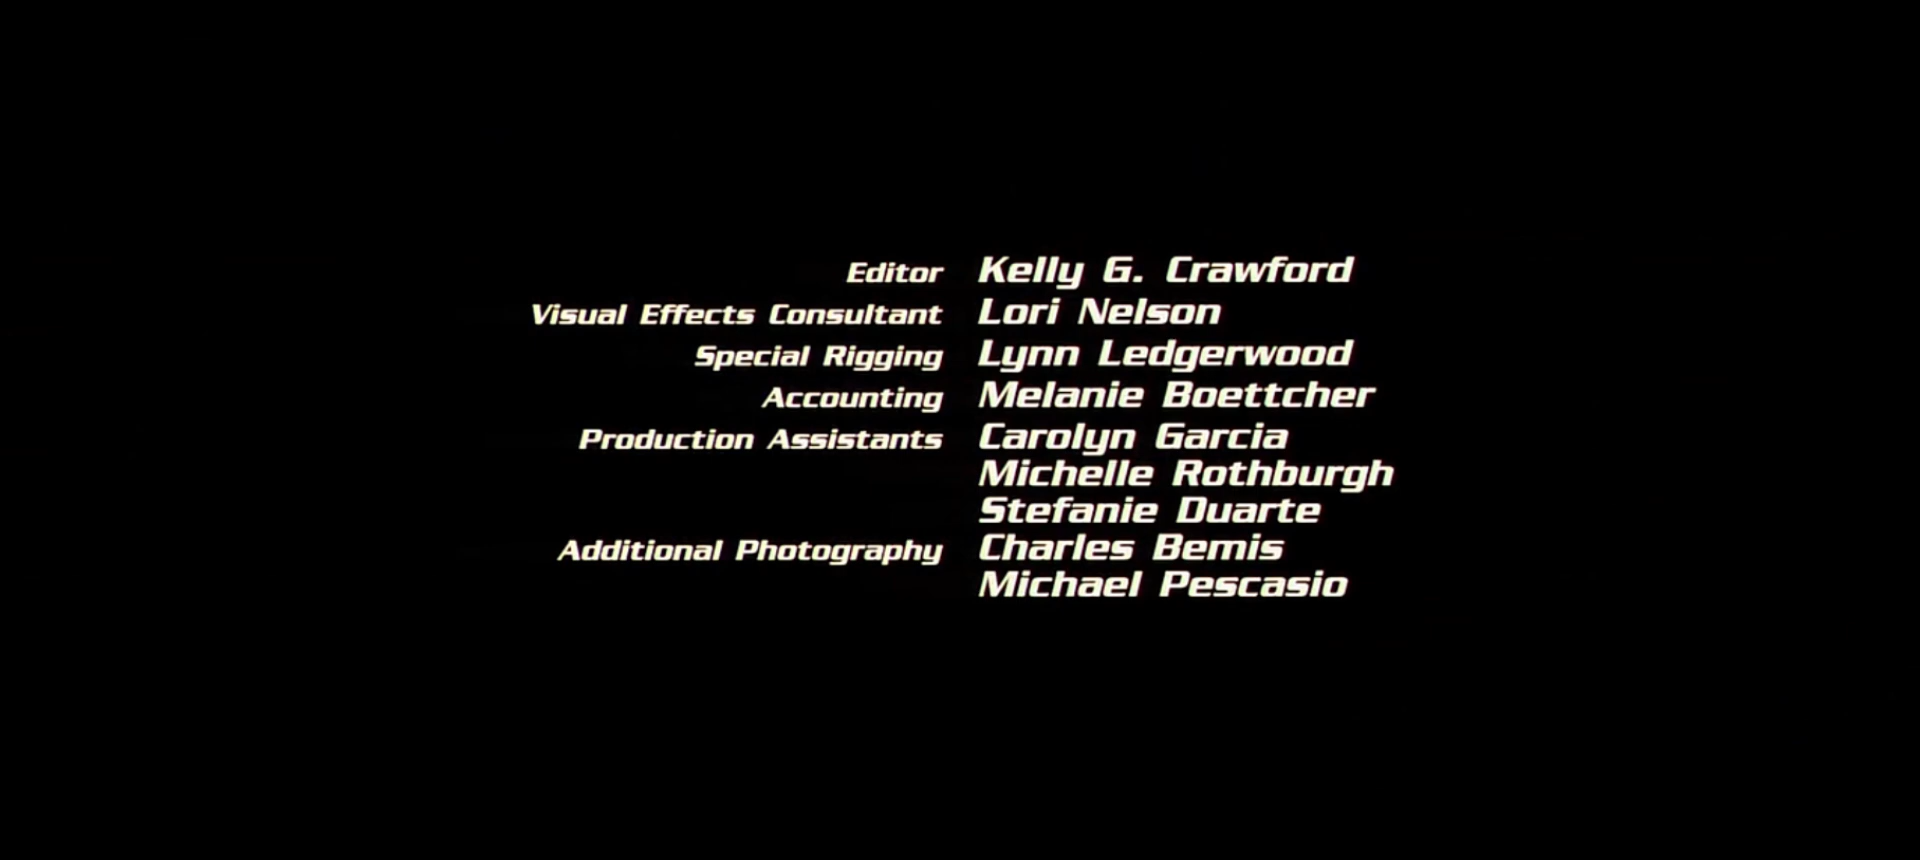 Editor Kelly G. Crawford
Visual Effects Consultant Lori Nelson
Special Rigging Lynn Ledgerwood
Accounting Melanie Boettcher
Production Assistants Carolyn Garcia
Michelle Rothburgh
Stefanie Duarte
Additional Photography Charles Bemis
Michael Pescasio